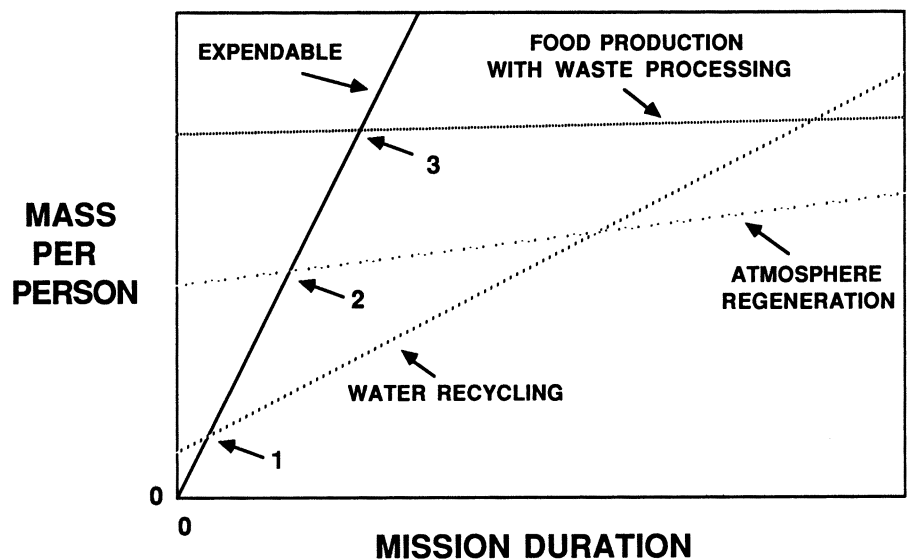 EXPENDABLE
FOOD PRODUCTION
WITH WASTE PROCESSING
3
MASS
PER
PERSON
2
ATMOSPHERE
REGENERATION
WATER RECYCLING
1
0
0
MISSION DURATION